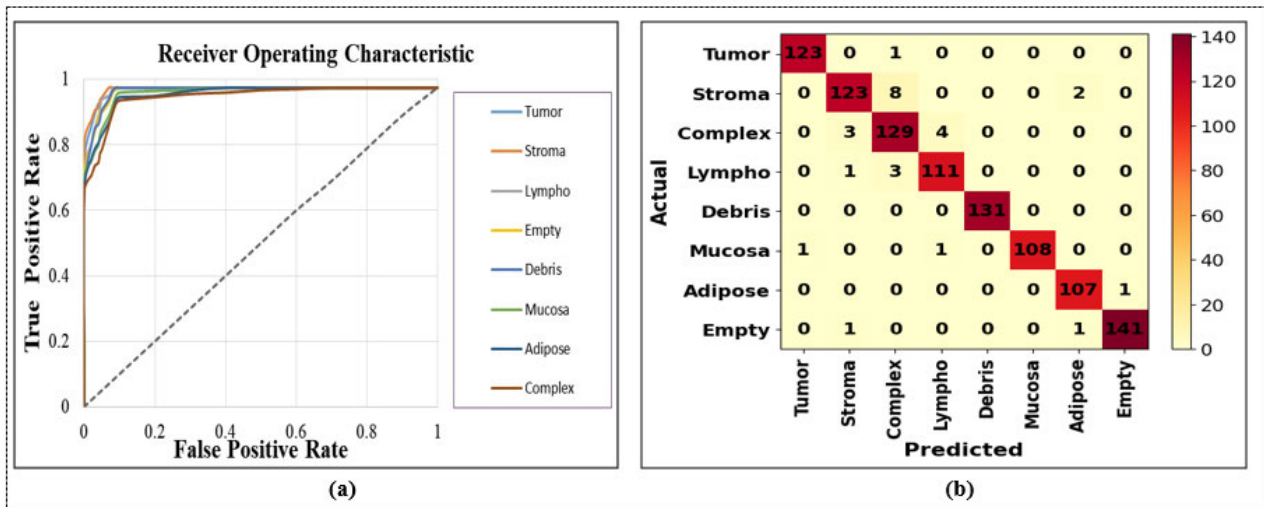 Receiver Operating Characteristic
True Positive Rate
1
0.8
0.6
0.4
0.2
0
0 0.2 0.4 0.6 0.8 1
False Positive Rate
Tumor
Stroma
Lympho
Empty
Debris
Mucosa
Adipose
Complex
(a)
Actual
Tumor 123 0 1 0 0 0 0 0
Stroma 0 123 8 0 0 0 2 0
Complex 0 3 129 4 0 0 0 0
Lympho 0 1 3 111 0 0 0 0
Debris 0 0 0 0 131 0 0 0
Mucosa 1 0 0 1 0 108 0 0
Adipose 0 0 0 0 0 0 107 1
Empty 0 1 0 0 0 0 1 141
Tumor Stroma Complex Lympho Debris Mucosa Adipose Empty
Predicted
140
120
100
80
60
40
20
0
(b)